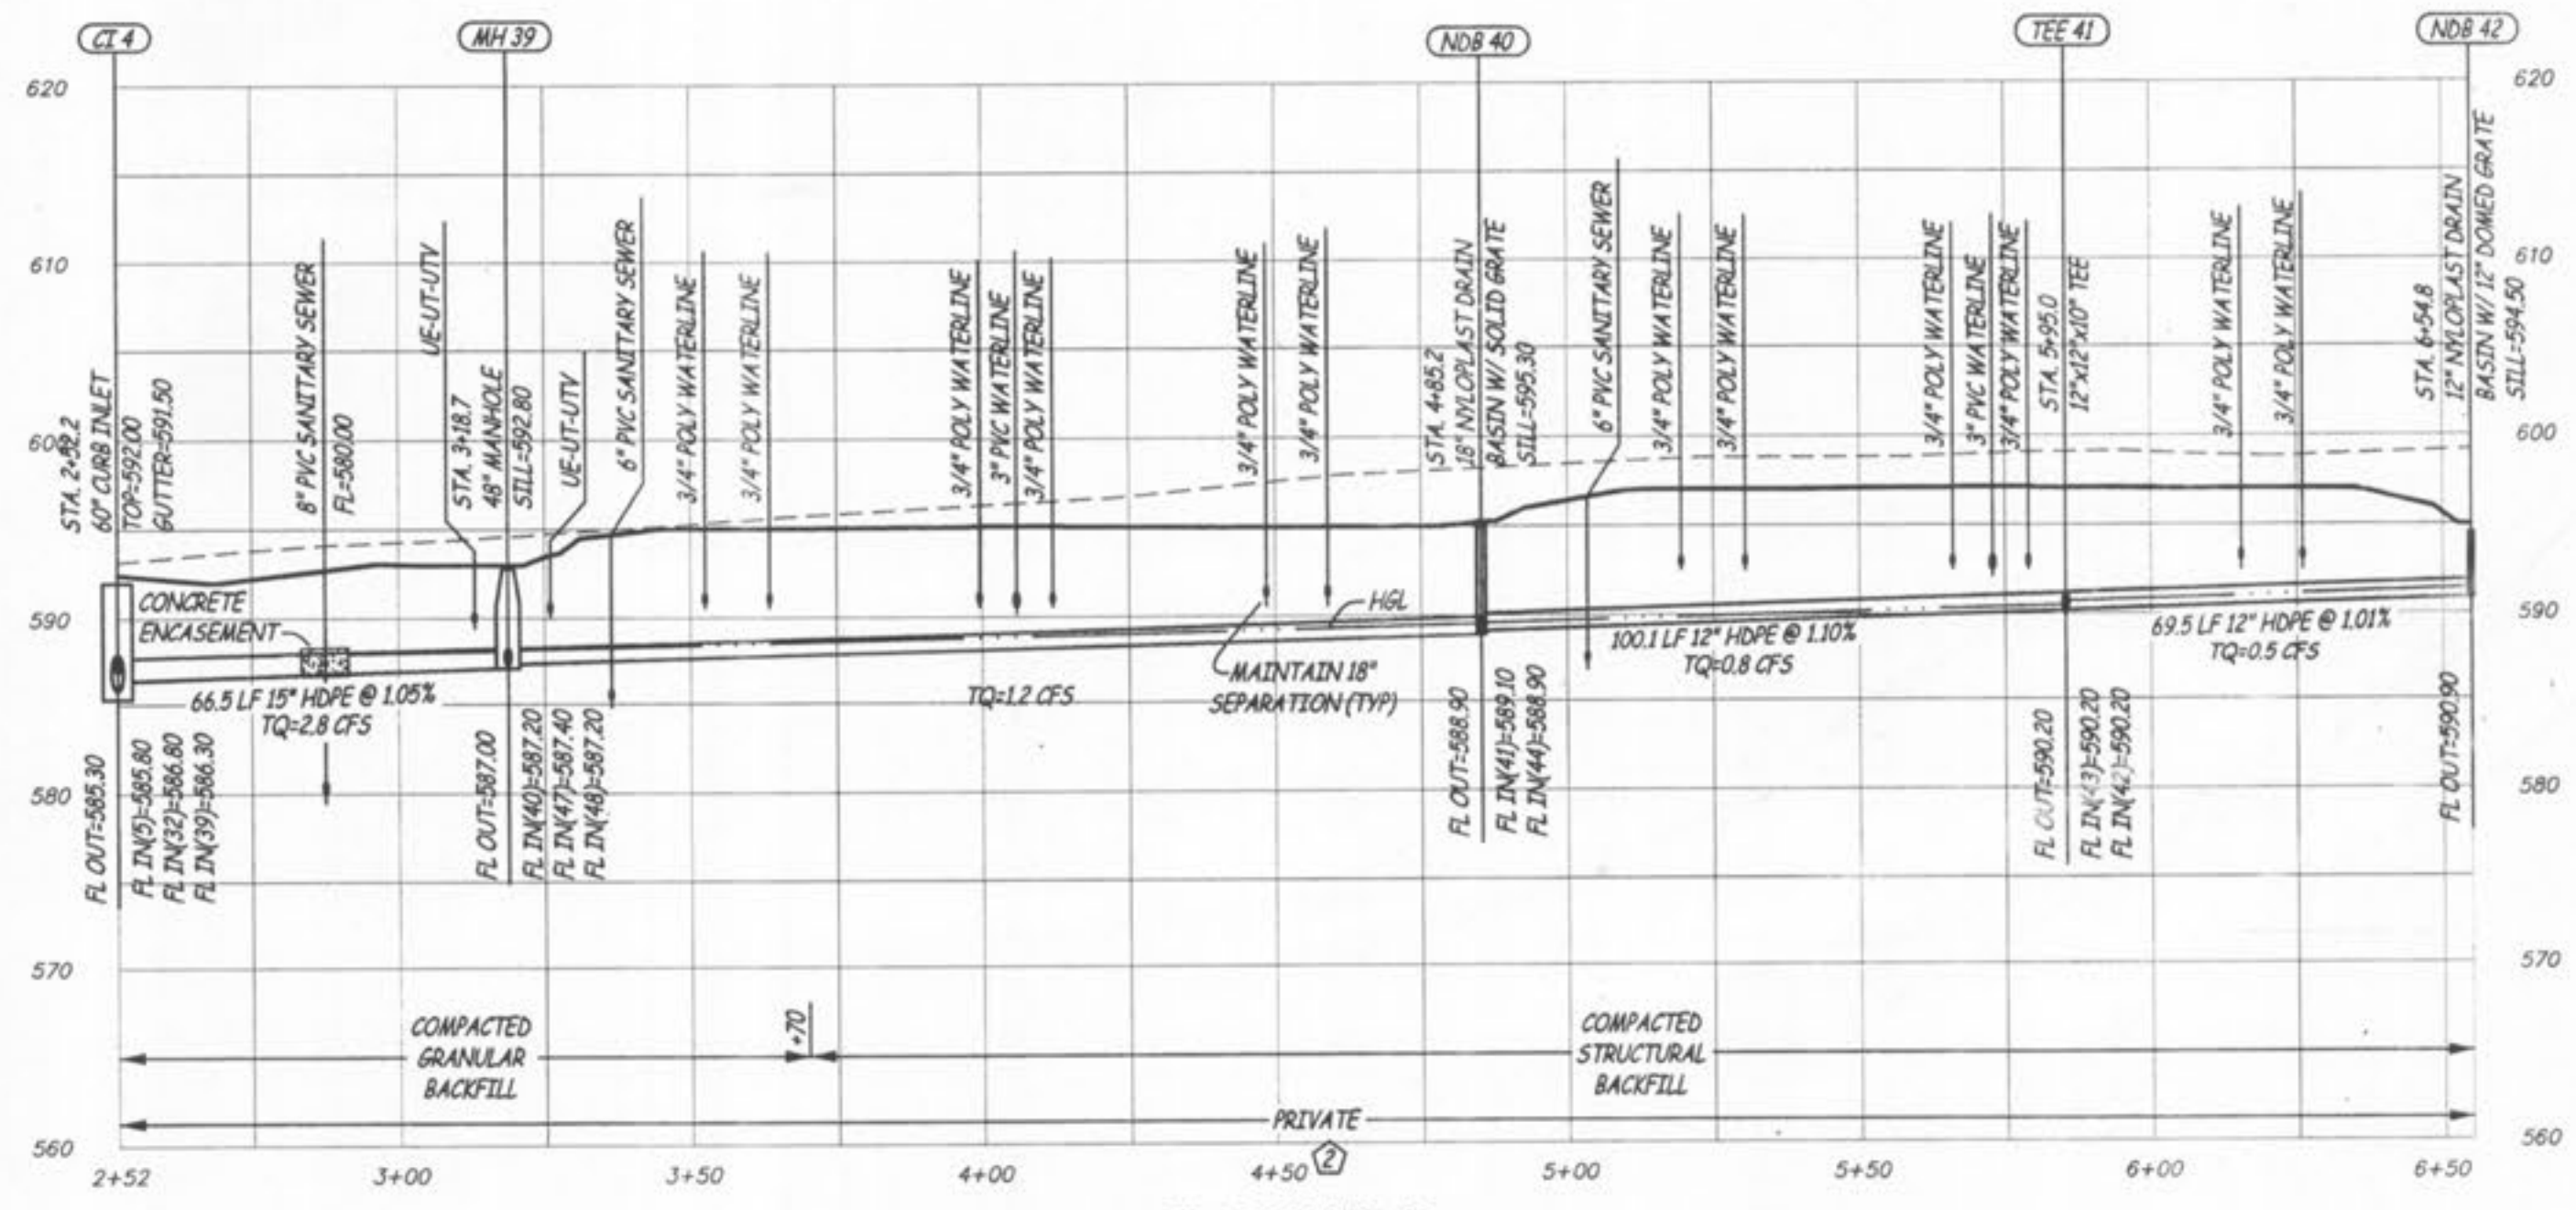 CI 4
MH 39
NDB 40
TEE 41
NDB 42
620
610
600
590
580
570
560
620
610
600
590
580
570
560
STA. 2+52.2
60" CURB INLET
TOP=592.00
GUTTER=591.50
8" PVC SANITARY SEWER
FL=580.00
UE-UT-UTV
STA. 3+18.7
48" MANHOLE
SILL=592.80
UE-UT-UTV
6" PVC SANITARY SEWER
3/4" POLY WATERLINE
3/4" POLY WATERLINE
3/4" POLY WATERLINE
3" PVC WATERLINE
3/4" POLY WATERLINE
3/4" POLY WATERLINE
3/4" POLY WATERLINE
STA. 4+85.2
18" NYLOPLAST DRAIN
BASIN W/ SOLID GRATE
SILL=595.30
6" PVC SANITARY SEWER
3/4" POLY WATERLINE
3/4" POLY WATERLINE
3/4" POLY WATERLINE
3" PVC WATERLINE
3/4" POLY WATERLINE
STA. 5+95.0
12"x12"x10" TEE
3/4" POLY WATERLINE
3/4" POLY WATERLINE
STA. 6+54.8
12" NYLOPLAST DRAIN
BASIN W/ 12" DOMED GRATE
SILL=594.50
CONCRETE
ENCASEMENT
HGL
66.5 LF 15" HDPE @ 1.05%
TQ=2.8 CFS
TQ=1.2 CFS
MAINTAIN 18"
SEPARATION (TYP)
100.1 LF 12" HDPE @ 1.10%
TQ=0.8 CFS
69.5 LF 12" HDPE @ 1.01%
TQ=0.5 CFS
FL OUT=585.30
FL IN(5)=585.80
FL IN(32)=586.80
FL IN(39)=586.30
FL OUT=587.00
FL IN(40)=587.20
FL IN(47)=587.40
FL IN(48)=587.20
FL OUT=588.90
FL IN(41)=589.10
FL IN(44)=588.90
FL OUT=590.20
FL IN(43)=590.20
FL IN(42)=590.20
FL OUT=590.90
COMPACTED
GRANULAR
BACKFILL
+70
COMPACTED
STRUCTURAL
BACKFILL
PRIVATE
2
2+52
3+00
3+50
4+00
4+50
5+00
5+50
6+00
6+50